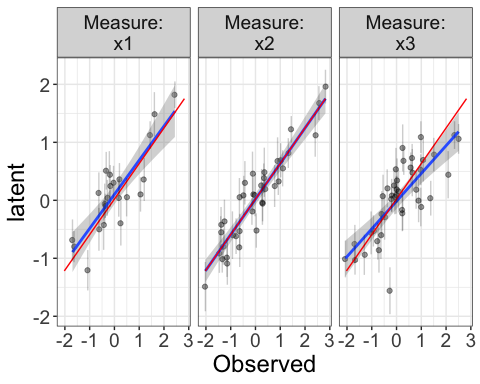 Measure: Measure: Measure:
x1 x2 x3
latent
2
1
0
-1
-2
-2 -1 0 1 2 3 -2 -1 0 1 2 3 -2 -1 0 1 2 3
Observed